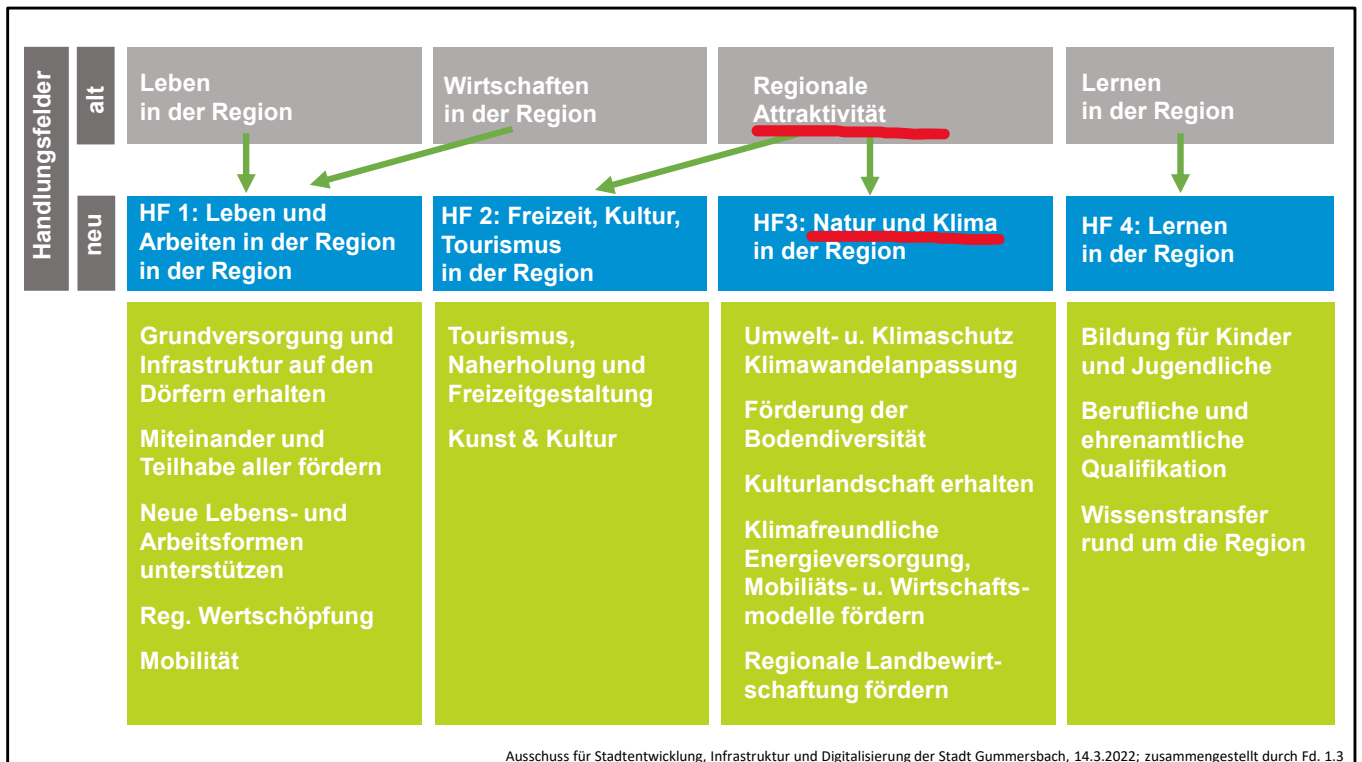 Handlungsfelder
alt
Leben
in der Region
Wirtschaften
in der Region
Regionale
Attraktivität
Lernen
in der Region
neu
HF 1: Leben und
Arbeiten in der Region
in der Region
HF 2: Freizeit, Kultur,
Tourismus
in der Region
HF3: Natur und Klima
in der Region
HF 4: Lernen
in der Region
Grundversorgung und
Infrastruktur auf den
Dörfern erhalten
Miteinander und
Teilhabe aller fördern
Neue Lebens- und
Arbeitsformen
unterstützen
Reg. Wertschöpfung
Mobilität
Tourismus,
Naherholung und
Freizeitgestaltung
Kunst & Kultur
Umwelt- u. Klimaschutz
Klimawandelanpassung
Förderung der
Bodendiversität
Kulturlandschaft erhalten
Klimafreundliche
Energieversorgung,
Mobiliäts- u. Wirtschafts-
modelle fördern
Regionale Landbewirt-
schaftung fördern
Bildung für Kinder
und Jugendliche
Berufliche und
ehrenamtliche
Qualifikation
Wissenstransfer
rund um die Region
Ausschuss für Stadtentwicklung, Infrastruktur und Digitalisierung der Stadt Gummersbach, 14.3.2022; zusammengestellt durch Fd. 1.3